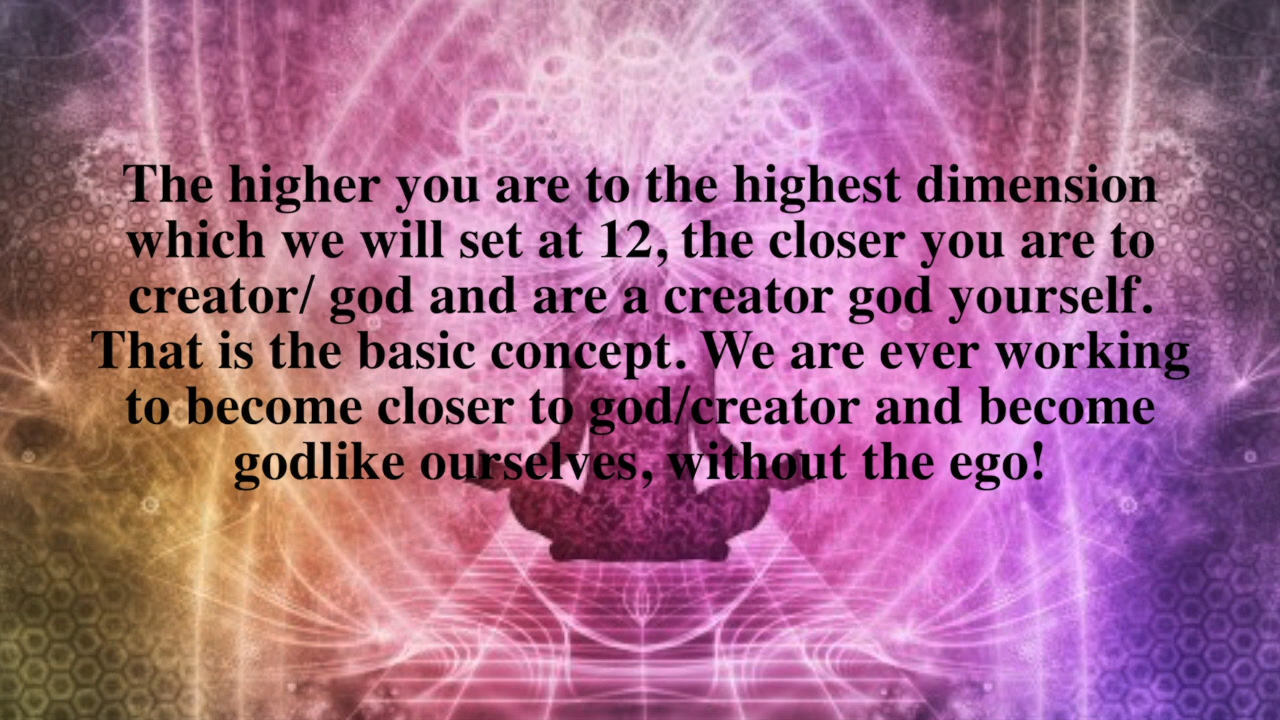 The higher you are to the highest dimension
which we will set at 12, the closer you are to
creator/ god and are a creator god yourself.
That is the basic concept. We are ever working
to become closer to god/creator and become
godlike ourselves, without the ego!